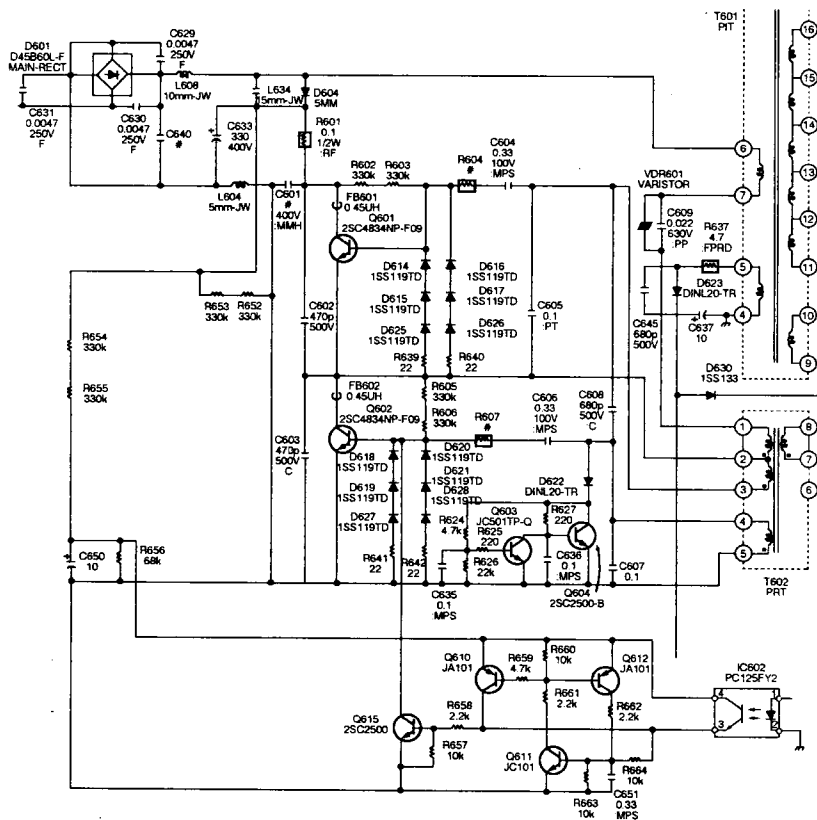 D601
D45B60L-F
MAIN-RECT
C629
0.0047
250V
F
L608
10mm-JW
C631
0.0047
250V
F
C630
0.0047
250V
F
C640
#
C633
330
400V
L634
5mm-JW
D604
5MM
R601
0.1
1/2W
:RF
L604
5mm-JW
C601
#
400V
:MMH
R602
330k
R603
330k
R604
#
C604
0.33
100V
:MPS
FB601
0.45UH
Q601
2SC4834NP-F09
D614
1SS119TD
D615
1SS119TD
D625
1SS119TD
R639
22
D616
1SS119TD
D617
1SS119TD
D626
1SS119TD
R640
22
C602
470p
500V
C605
0.1
:PT
R653
330k
R652
330k
R654
330k
R655
330k
FB602
0.45UH
Q602
2SC4834NP-F09
R605
330k
R606
330k
R607
#
C606
0.33
100V
:MPS
C608
680p
500V
:C
C603
470p
500V
C
D618
1SS119TD
D619
1SS119TD
D627
1SS119TD
R641
22
D620
1SS119TD
D621
1SS119TD
D628
1SS119TD
R642
22
D622
DINL20-TR
R624
4.7k
Q603
JC501TP-Q
R625
220
R626
22k
R627
220
C635
0.1
:MPS
C636
0.1
:MPS
Q604
2SC2500-B
C607
0.1
C650
10
R656
68k
T601
PIT
16
15
14
13
12
11
10
9
6
7
5
4
VDR601
VARISTOR
C609
0.022
630V
:PP
R637
4.7
:FPRD
D623
DINL20-TR
C645
680p
500V
C637
10
D630
1SS133
1
2
3
4
5
8
7
6
T602
PRT
Q610
JA101
R659
4.7k
R660
10k
Q612
JA101
R661
2.2k
R662
2.2k
R658
2.2k
Q615
2SC2500
R657
10k
Q611
JC101
R664
10k
R663
10k
C651
0.33
MPS
IC602
PC125FY2
4
1
3
2